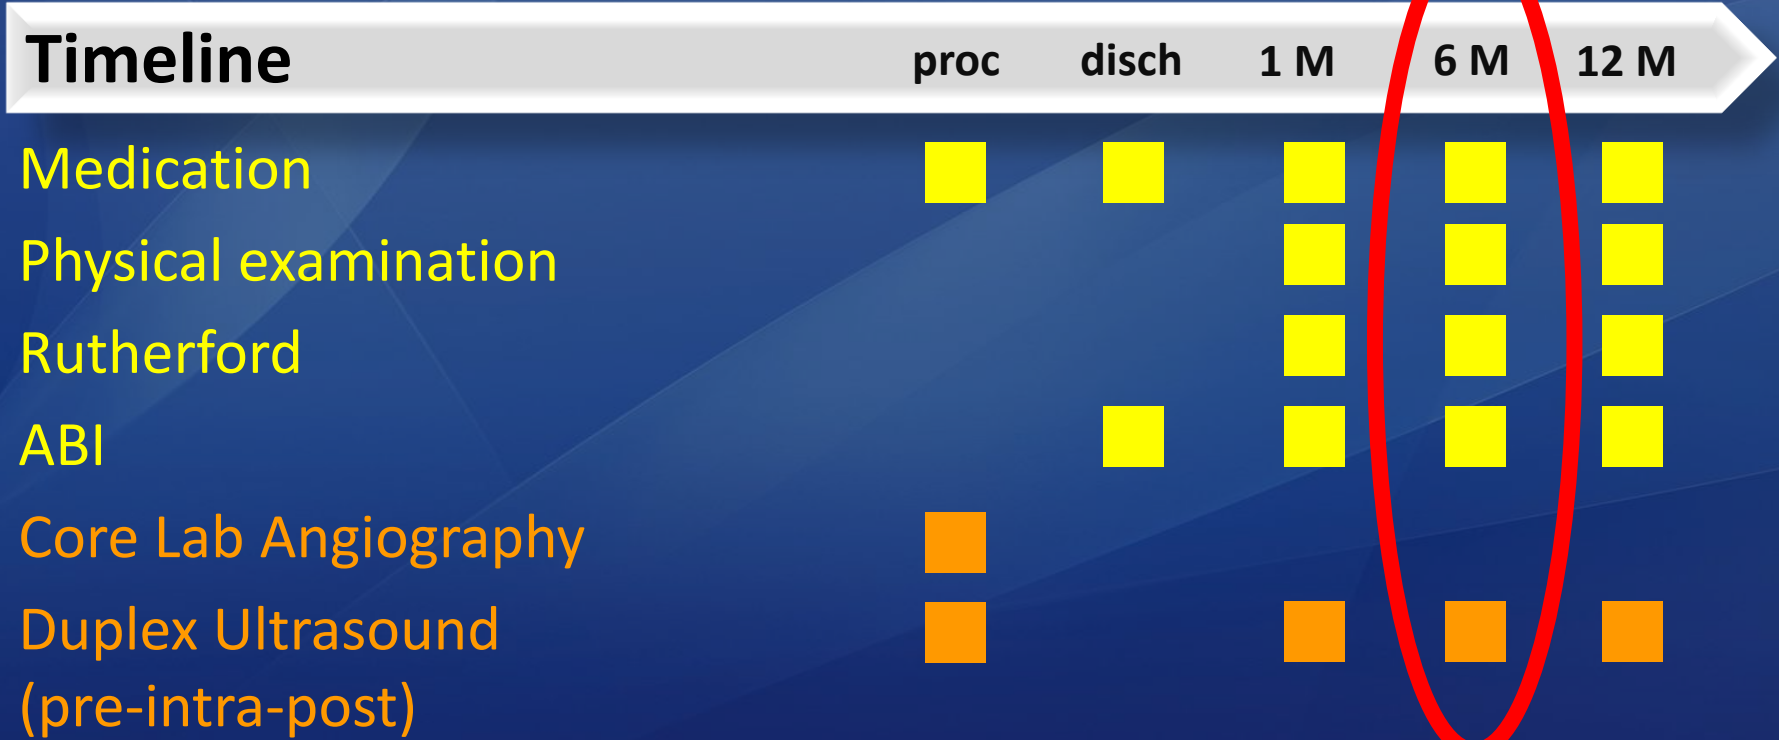 Timeline proc disch 1 M 6 M 12 M
Medication
Physical examination
Rutherford
ABI
Core Lab Angiography
Duplex Ultrasound
(pre-intra-post)